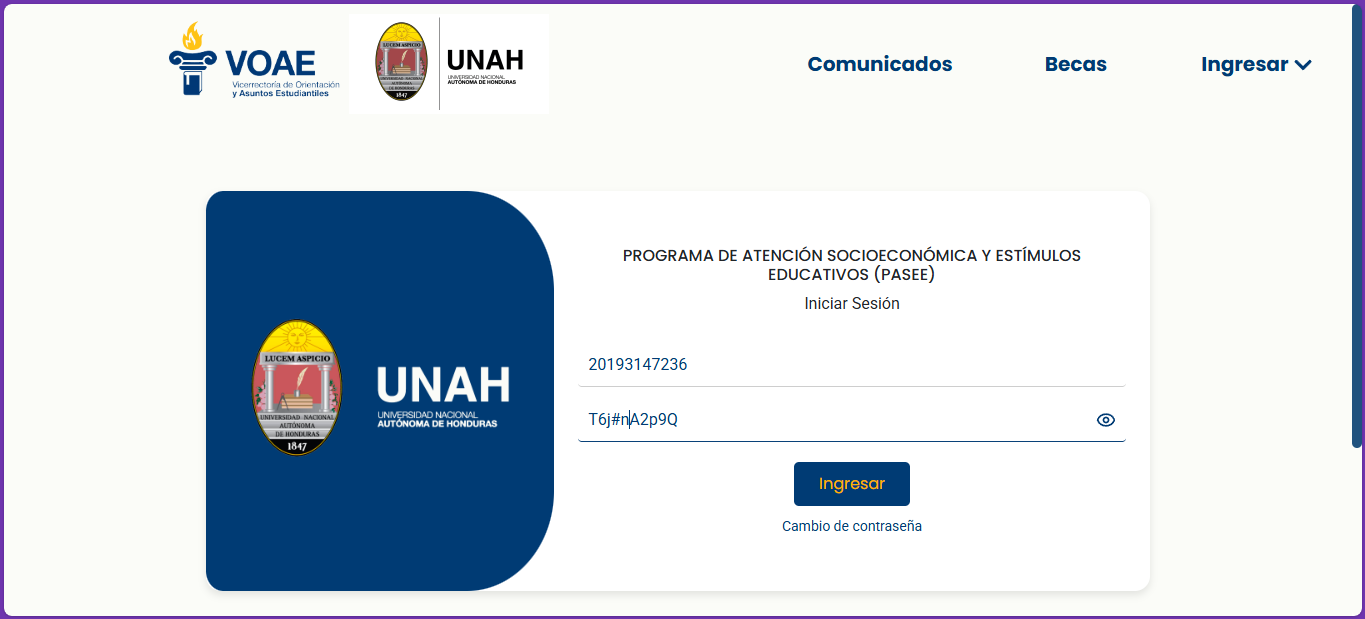 VOAE
Vicerrectoría de Orientación
y Asuntos Estudiantiles
LUCEM ASPICIO
UNIVERSIDAD NACIONAL
AUTÓNOMA
DE HONDURAS
1847
UNAH
UNIVERSIDAD NACIONAL
AUTÓNOMA DE HONDURAS
Comunicados
Becas
Ingresar
LUCEM ASPICIO
UNIVERSIDAD NACIONAL
AUTÓNOMA
DE HONDURAS
1847
UNAH
UNIVERSIDAD NACIONAL
AUTÓNOMA DE HONDURAS
PROGRAMA DE ATENCIÓN SOCIOECONÓMICA Y ESTÍMULOS
EDUCATIVOS (PASEE)
Iniciar Sesión
20193147236
T6j#nA2p9Q
Ingresar
Cambio de contraseña